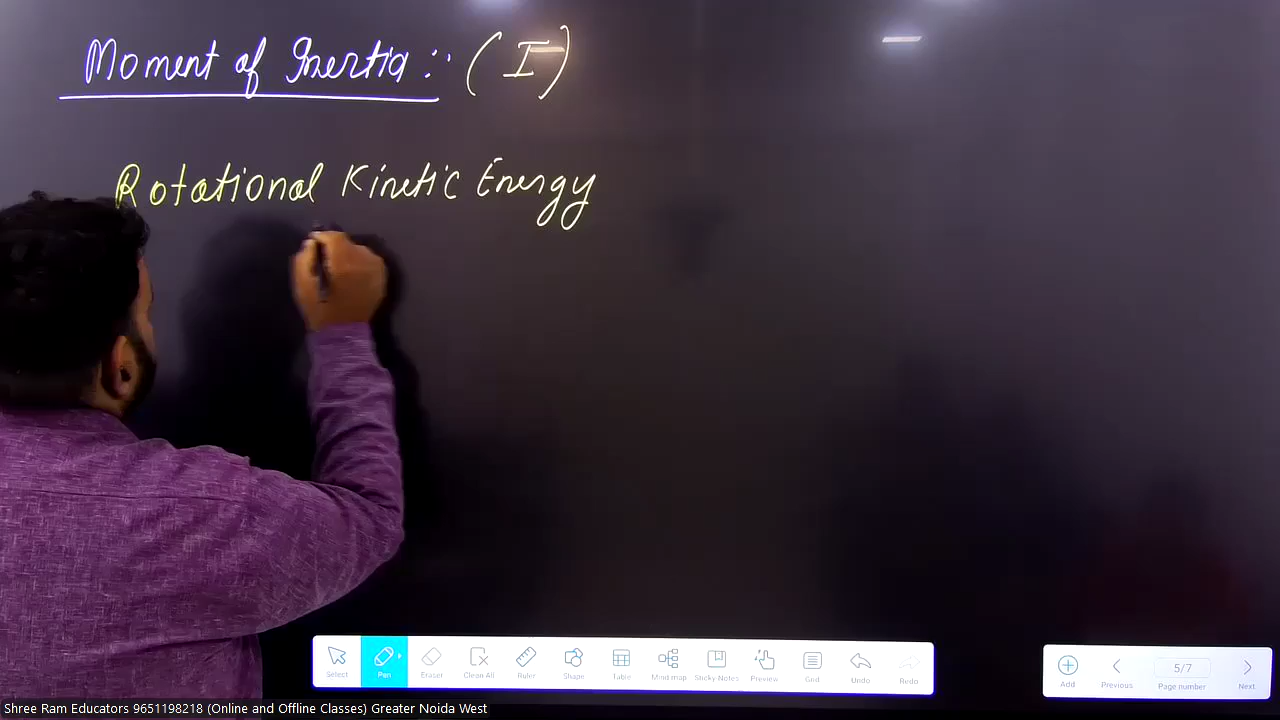 Moment of Inertia :- (I)
Rotational Kinetic Energy
Select
Pen
Eraser
Clean All
Ruler
Shape
Table
Mind map
Sticky Notes
Preview
Grid
Undo
Redo
Add
Previous
5/7
Page number
Next
Shree Ram Educators 9651198218 (Online and Offline Classes) Greater Noida West